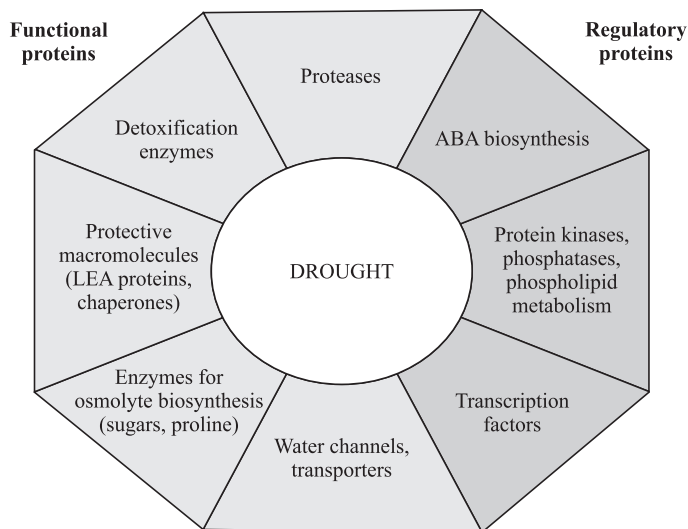 Functional
proteins
Regulatory
proteins
Proteases
Detoxification
enzymes
ABA biosynthesis
Protective
macromolecules
(LEA proteins,
chaperones)
DROUGHT
Protein kinases,
phosphatases,
phospholipid
metabolism
Enzymes for
osmolyte biosynthesis
(sugars, proline)
Transcription
factors
Water channels,
transporters